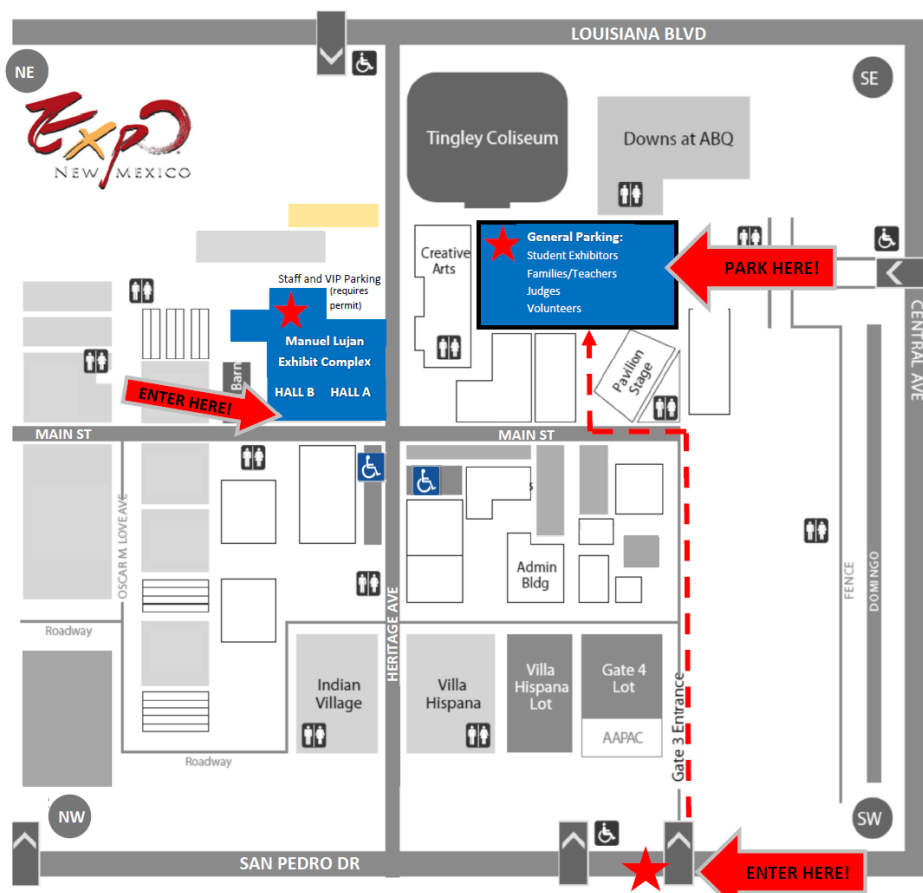 LOUISIANA BLVD
NE
SE
Expo
NEW MEXICO
Tingley Coliseum
Downs at ABQ
General Parking:
Student Exhibitors
Families/Teachers
Judges
Volunteers
PARK HERE!
Creative
Arts
Staff and VIP Parking
(requires
permit)
Manuel Lujan
Exhibit Complex
HALL B HALL A
Barn
ENTER HERE!
Pavilion
Stage
CENTRAL AVE
MAIN ST
MAIN ST
OSCAR M. LOVE AVE
Admin
Bldg
FENCE
DOMINGO
Roadway
HERITAGE AVE
Indian
Village
Villa
Hispana
Villa
Hispana
Lot
Gate 4
Lot
AAPAC
Gate 3 Entrance
Roadway
NW
SW
SAN PEDRO DR
ENTER HERE!